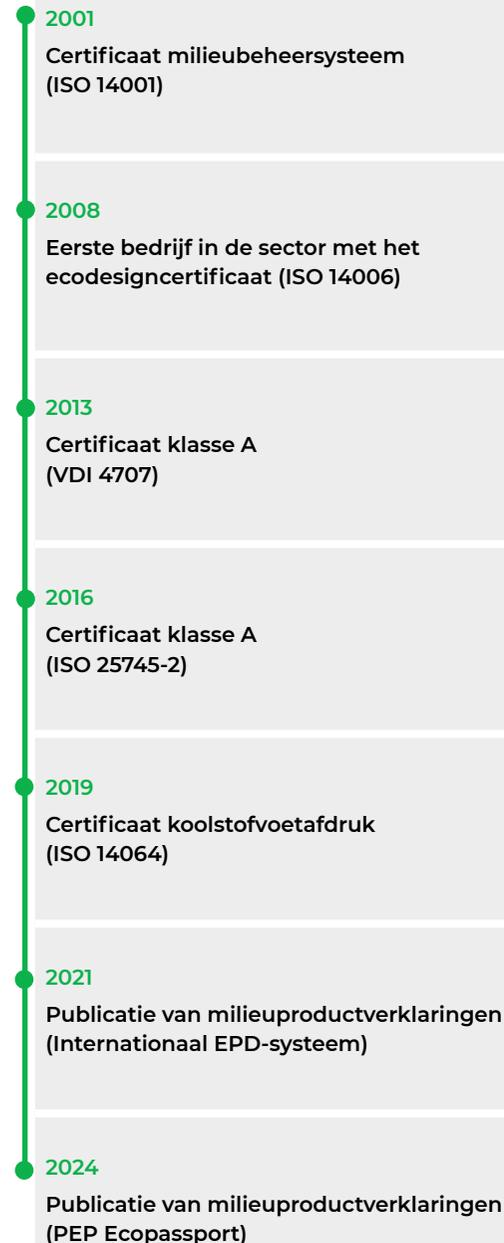 2001
Certificaat milieubeheersysteem
(ISO 14001)
2008
Eerste bedrijf in de sector met het
ecodesigncertificaat (ISO 14006)
2013
Certificaat klasse A
(VDI 4707)
2016
Certificaat klasse A
(ISO 25745-2)
2019
Certificaat koolstofvoetafdruk
(ISO 14064)
2021
Publicatie van milieuproductverklaringen
(Internationaal EPD-systeem)
2024
Publicatie van milieuproductverklaringen
(PEP Ecopassport)